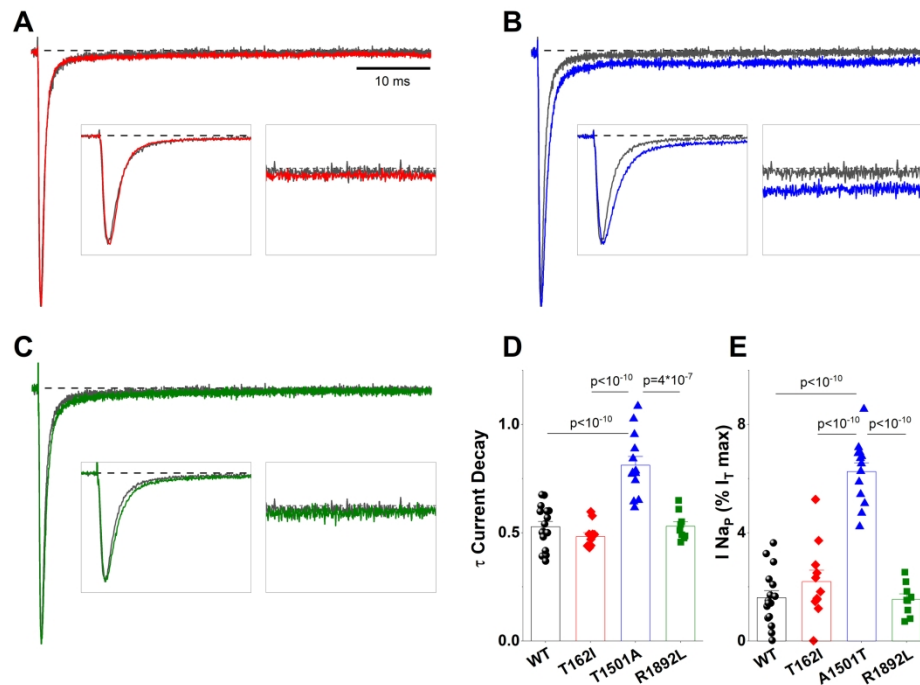 A
B
10 ms
C
D
E
p<10⁻¹⁰ p=4*10⁻⁷
p<10⁻¹⁰
p<10⁻¹⁰
p<10⁻¹⁰ p<10⁻¹⁰
τ Current Decay
1.0
0.5
0.0
WT T162I T1501A R1892L
I Naₚ (% I_T max)
8
4
0
WT T162I A1501T R1892L